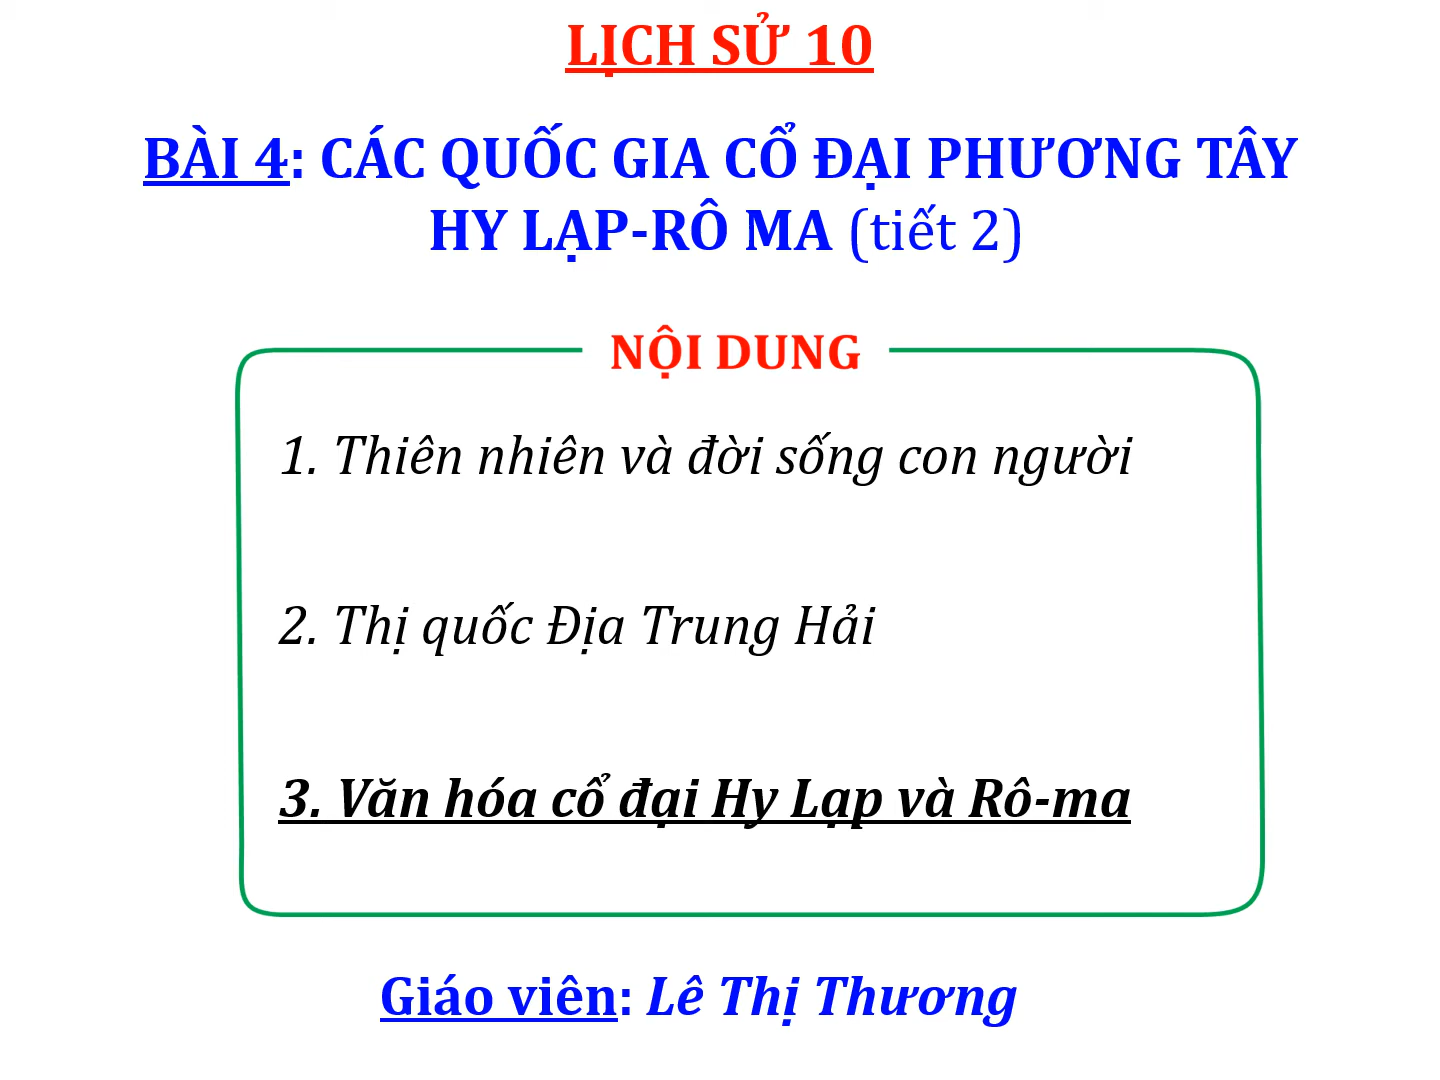 LỊCH SỬ 10
BÀI 4: CÁC QUỐC GIA CỔ ĐẠI PHƯƠNG TÂY
HY LẠP-RÔ MA (tiết 2)
NỘI DUNG
1. Thiên nhiên và đời sống con người
2. Thị quốc Địa Trung Hải
3. Văn hóa cổ đại Hy Lạp và Rô-ma
Giáo viên: Lê Thị Thương